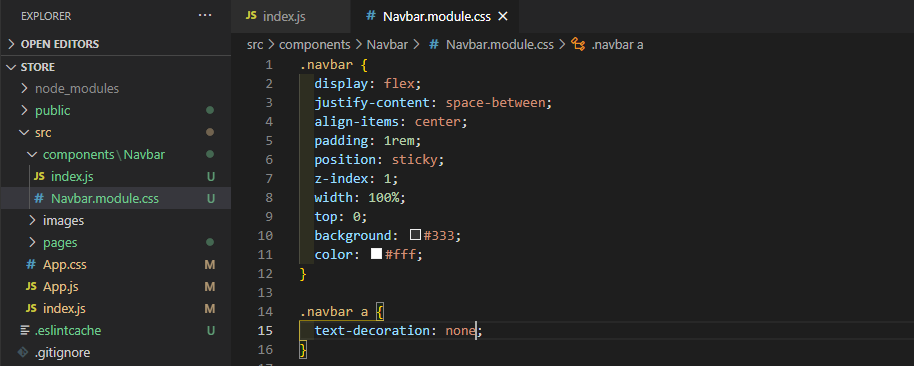 EXPLORER ...
OPEN EDITORS
STORE
node_modules
public
src
components\Navbar
JS index.js U
# Navbar.module.css U
images
pages
# App.css M
JS App.js M
JS index.js M
.eslintcache U
.gitignore
JS index.js
# Navbar.module.css ×
src > components > Navbar > # Navbar.module.css > .navbar a
1 .navbar {
2 display: flex;
3 justify-content: space-between;
4 align-items: center;
5 padding: 1rem;
6 position: sticky;
7 z-index: 1;
8 width: 100%;
9 top: 0;
10 background: #333;
11 color: #fff;
12 }
13
14 .navbar a {
15 text-decoration: none;
16 }